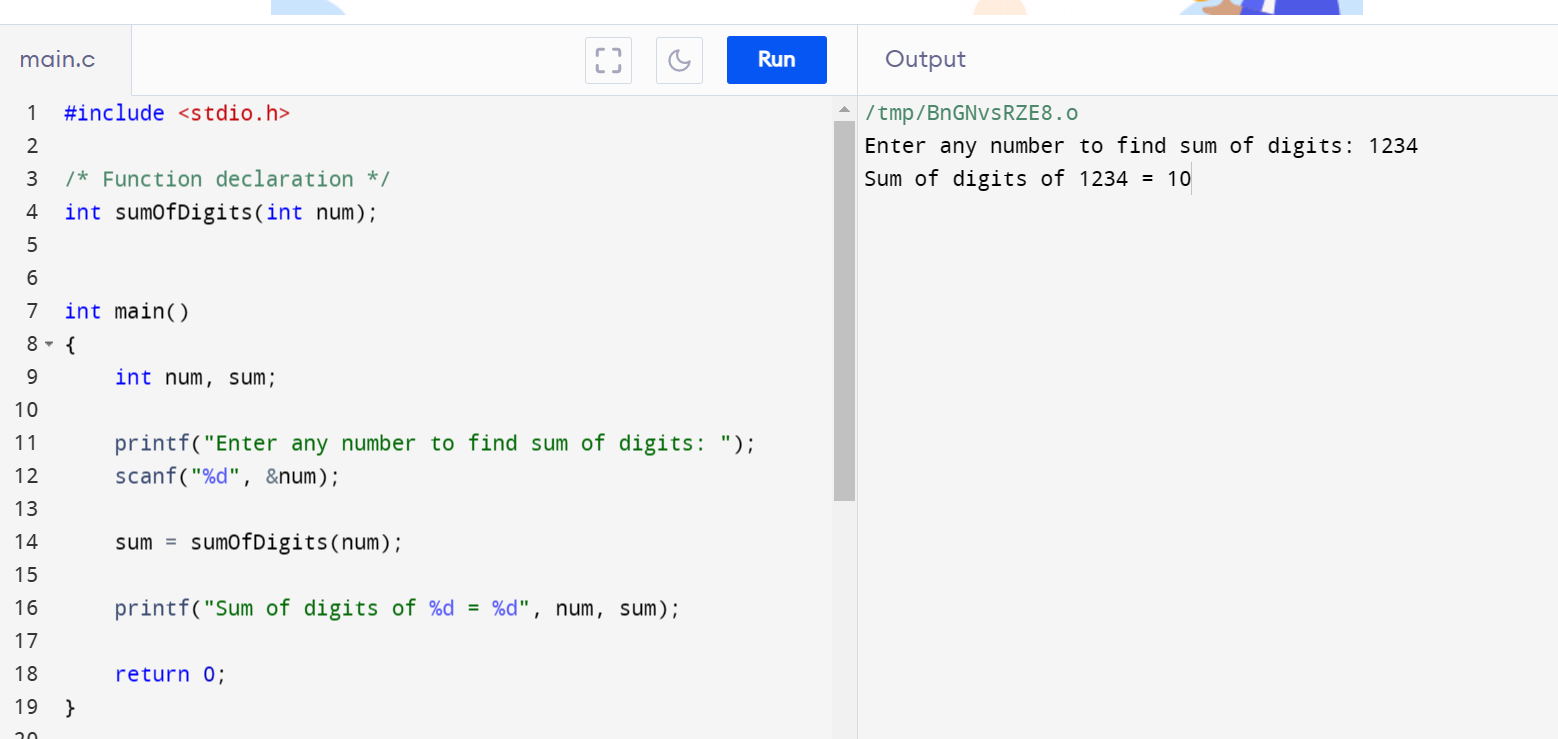 main.c
Run
Output
1 #include <stdio.h>
2
3 /* Function declaration */
4 int sumOfDigits(int num);
5
6
7 int main()
8 {
9 int num, sum;
10
11 printf("Enter any number to find sum of digits: ");
12 scanf("%d", &num);
13
14 sum = sumOfDigits(num);
15
16 printf("Sum of digits of %d = %d", num, sum);
17
18 return 0;
19 }
20
/tmp/BnGNvsRZE8.o
Enter any number to find sum of digits: 1234
Sum of digits of 1234 = 10